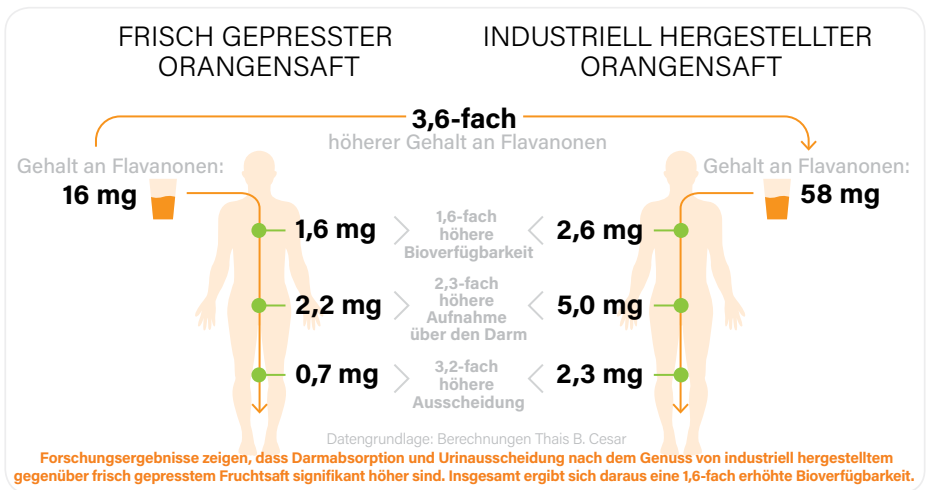 FRISCH GEPRESSTER
ORANGENSAFT
INDUSTRIELL HERGESTELLTER
ORANGENSAFT
3,6-fach
höherer Gehalt an Flavanonen
Gehalt an Flavanonen:
16 mg
Gehalt an Flavanonen:
58 mg
1,6 mg
1,6-fach
höhere
Bioverfügbarkeit
2,6 mg
2,2 mg
2,3-fach
höhere
Aufnahme
über den Darm
5,0 mg
0,7 mg
3,2-fach
höhere
Ausscheidung
2,3 mg
Datengrundlage: Berechnungen Thais B. Cesar
Forschungsergebnisse zeigen, dass Darmabsorption und Urinausscheidung nach dem Genuss von industriell hergestelltem
gegenüber frisch gepresstem Fruchtsaft signifikant höher sind. Insgesamt ergibt sich daraus eine 1,6-fach erhöhte Bioverfügbarkeit.